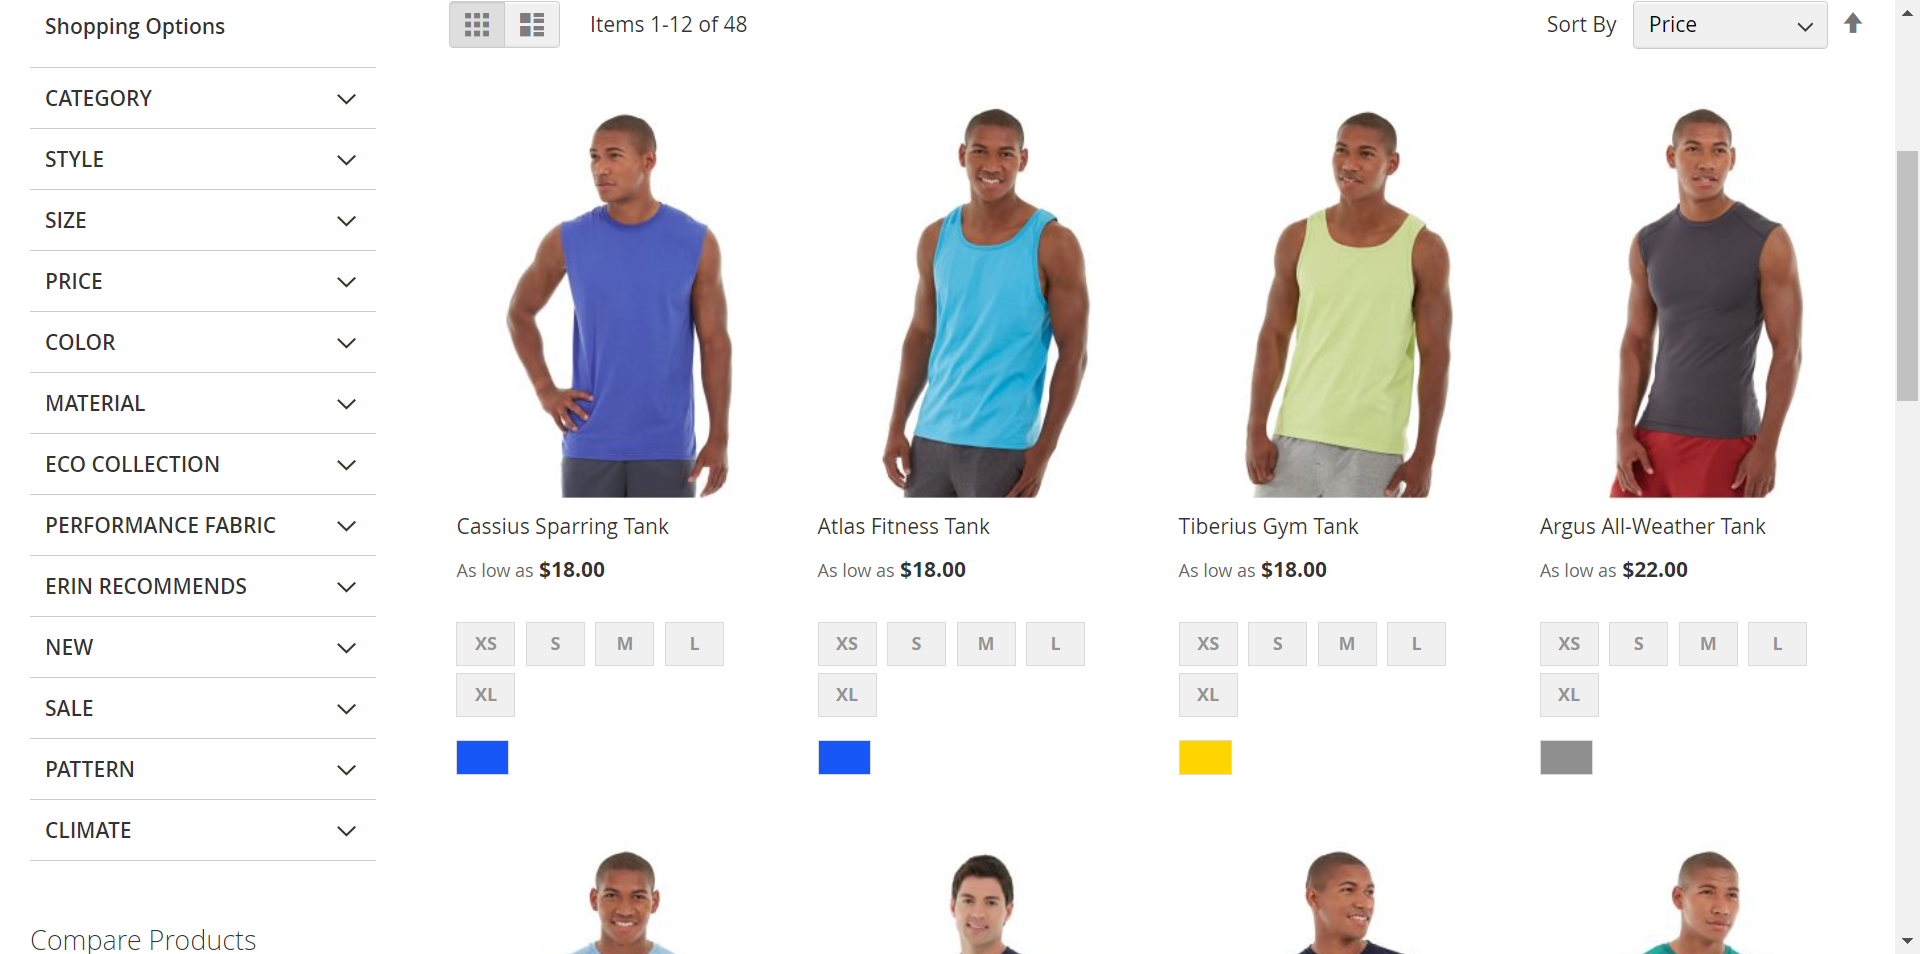 Shopping Options
CATEGORY
STYLE
SIZE
PRICE
COLOR
MATERIAL
ECO COLLECTION
PERFORMANCE FABRIC
ERIN RECOMMENDS
NEW
SALE
PATTERN
CLIMATE
Compare Products
Items 1-12 of 48
Sort By Price
Cassius Sparring Tank
As low as $18.00
XS S M L
XL
Atlas Fitness Tank
As low as $18.00
XS S M L
XL
Tiberius Gym Tank
As low as $18.00
XS S M L
XL
Argus All-Weather Tank
As low as $22.00
XS S M L
XL